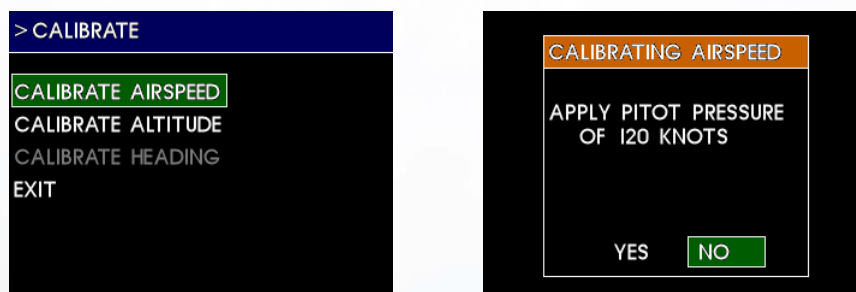 > CALIBRATE
CALIBRATE AIRSPEED
CALIBRATE ALTITUDE
CALIBRATE HEADING
EXIT
CALIBRATING AIRSPEED
APPLY PITOT PRESSURE
OF 120 KNOTS
YES NO